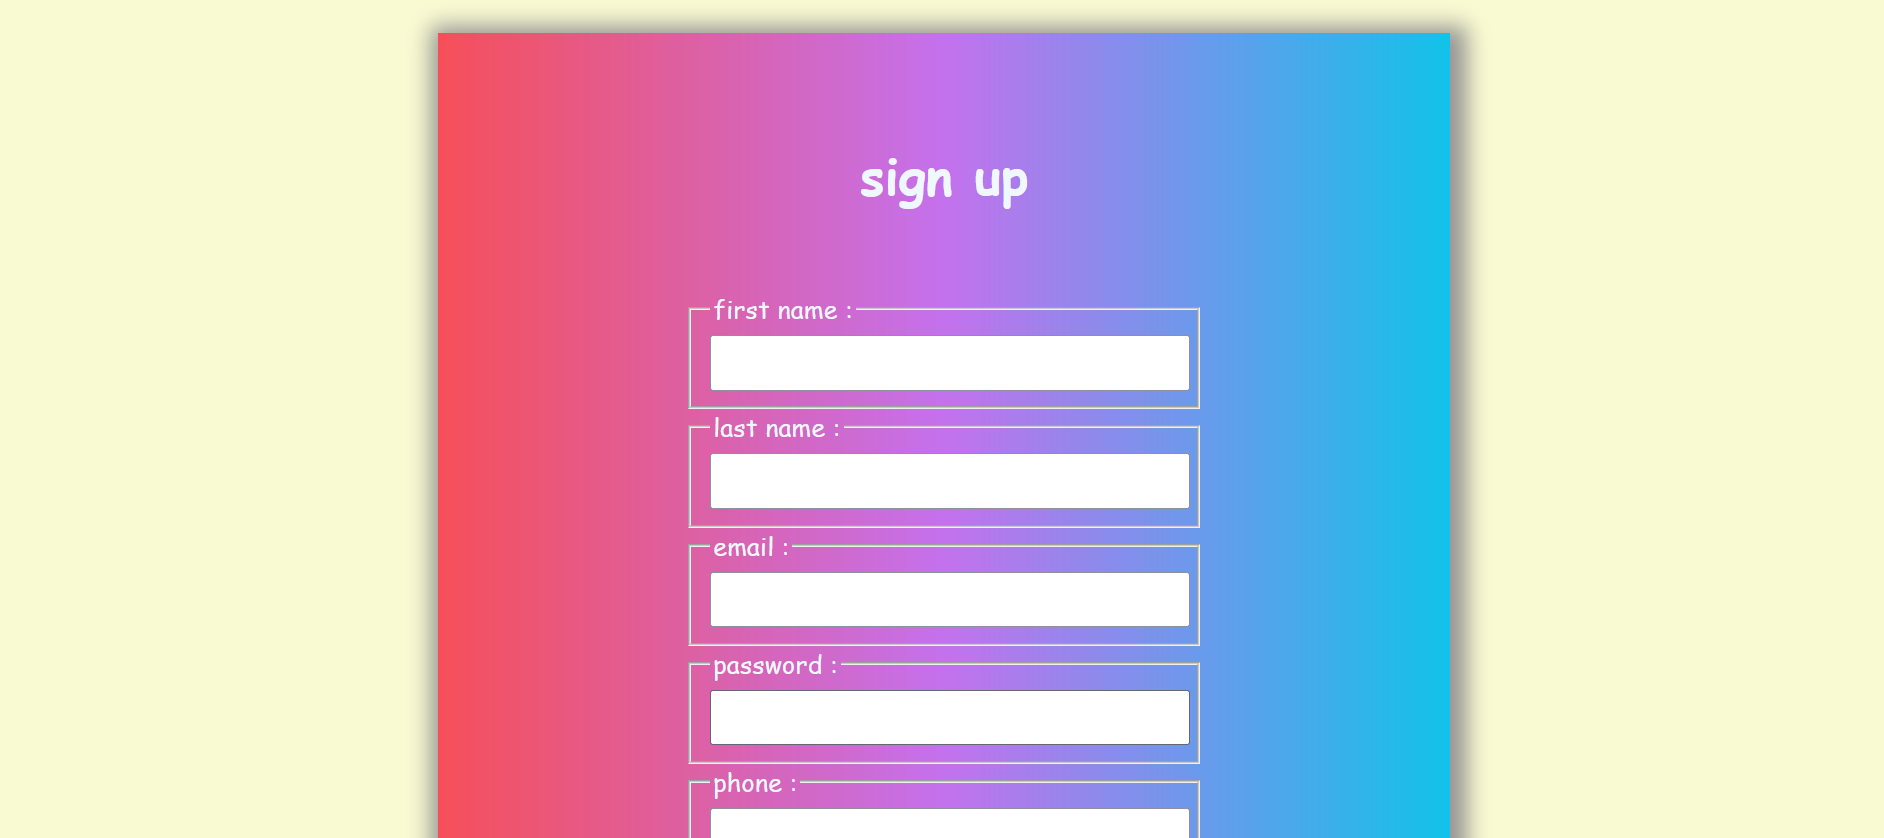 sign up
first name :
last name :
email :
password :
phone :